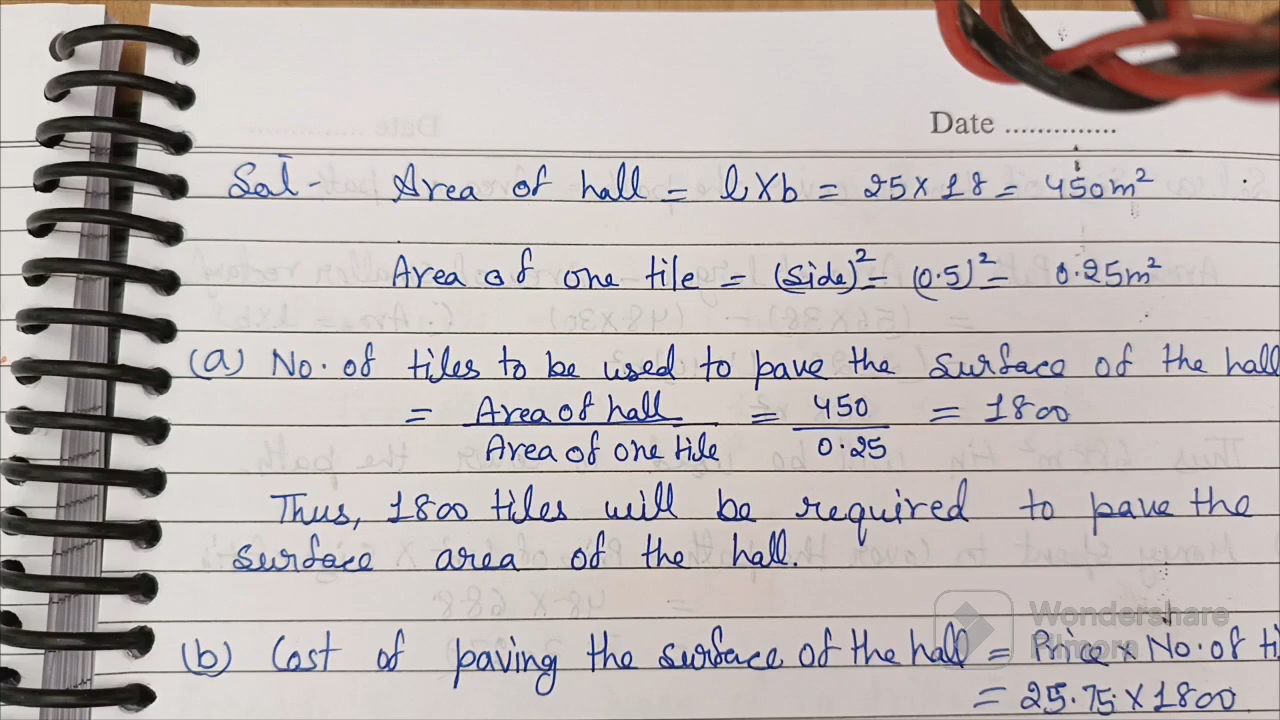 Date ..............
Sol - Area of hall = l x b = 25 x 18 = 450m²
Area of one tile = (side)² = (0.5)² = 0.25m²
(a) No. of tiles to be used to pave the surface of the hall
= Area of hall / Area of one tile = 450 / 0.25 = 1800
Thus, 1800 tiles will be required to pave the
surface area of the hall.
Wondershare
Filmora
(b) Cost of paving the surface of the hall = Price x No. of ti
= 25.75 x 1800